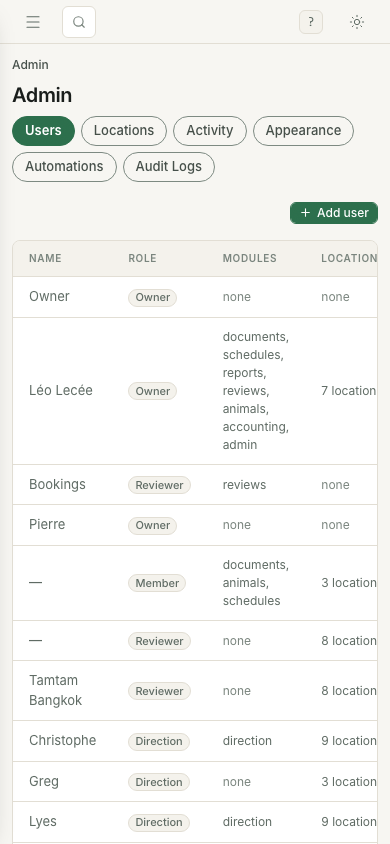 ?
Admin
Admin
Users Locations Activity Appearance
Automations Audit Logs
+ Add user
NAME ROLE MODULES LOCATION
Owner Owner none none
Léo Lecée Owner documents, schedules, reports, reviews, animals, accounting, admin 7 location
Bookings Reviewer reviews none
Pierre Owner none none
— Member documents, animals, schedules 3 location
— Reviewer none 8 location
Tamtam Bangkok Reviewer none 8 location
Christophe Direction direction 9 location
Greg Direction none 3 location
Lyes Direction direction 9 location